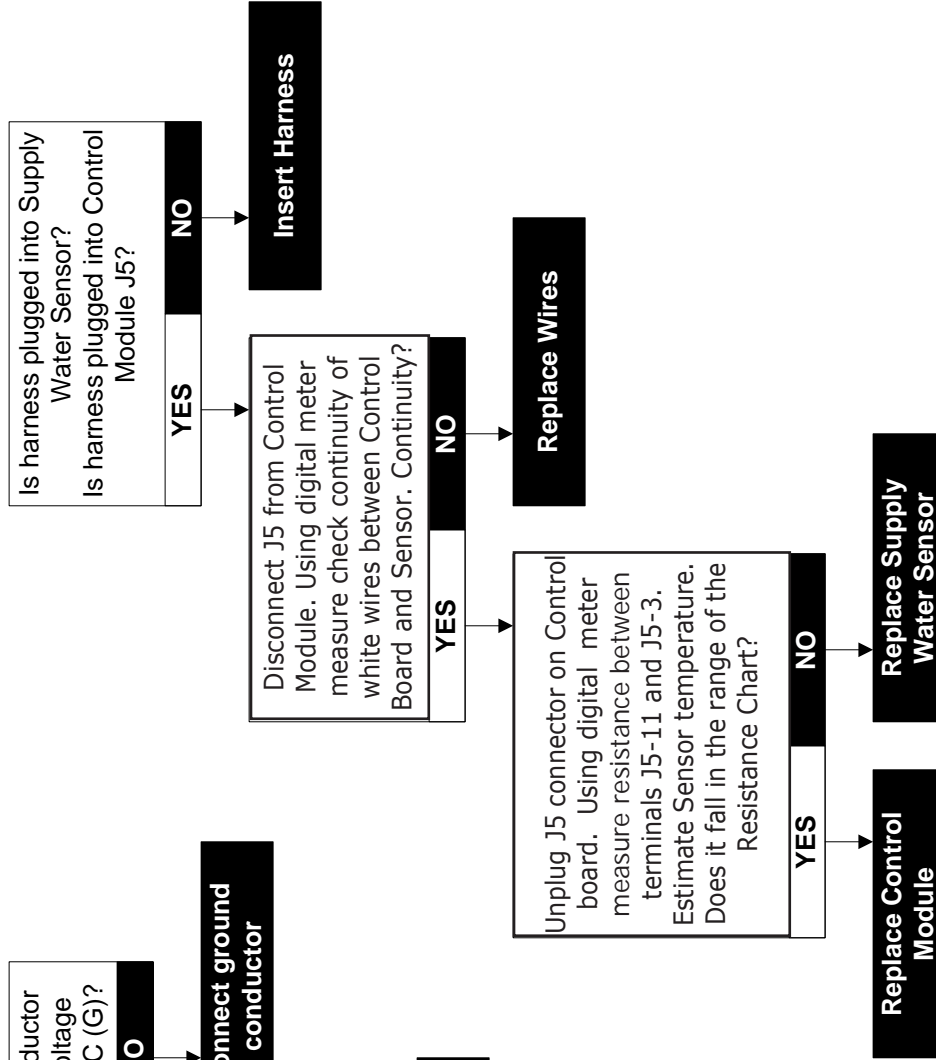 Is harness plugged into Supply
Water Sensor?
Is harness plugged into Control
Module J5?
YES
NO
Insert Harness
Disconnect J5 from Control
Module. Using digital meter
measure check continuity of
white wires between Control
Board and Sensor. Continuity?
YES
NO
Replace Wires
Unplug J5 connector on Control
board. Using digital meter
measure resistance between
terminals J5-11 and J5-3.
Estimate Sensor temperature.
Does it fall in the range of the
Resistance Chart?
YES
NO
Replace Control
Module
Replace Supply
Water Sensor
C (G)?
ground
conductor